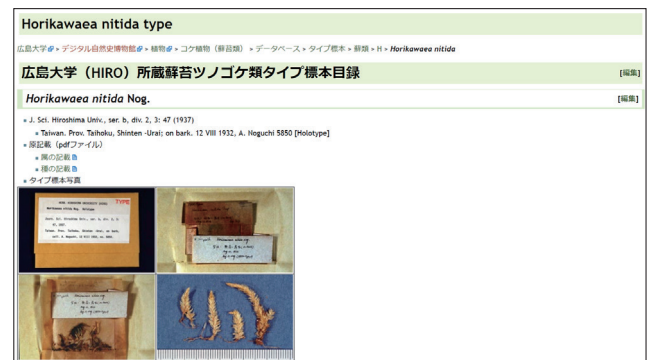 Horikawaea nitida type
広島大学 » デジタル自然史博物館 » 植物 » コケ植物（蘚苔類） » データベース » タイプ標本 » 蘚類 » H » Horikawaea nitida
広島大学（HIRO）所蔵蘚苔ツノゴケ類タイプ標本目録 [編集]
Horikawaea nitida Nog. [編集]
J. Sci. Hiroshima Univ., ser. b, div. 2, 3: 47 (1937)
Taiwan. Prov. Taihoku, Shinten -Urai; on bark. 12 VIII 1932, A. Noguchi 5850 [Holotype]
原記載（pdfファイル）
属の記載
種の記載
タイプ標本写真
TYPE